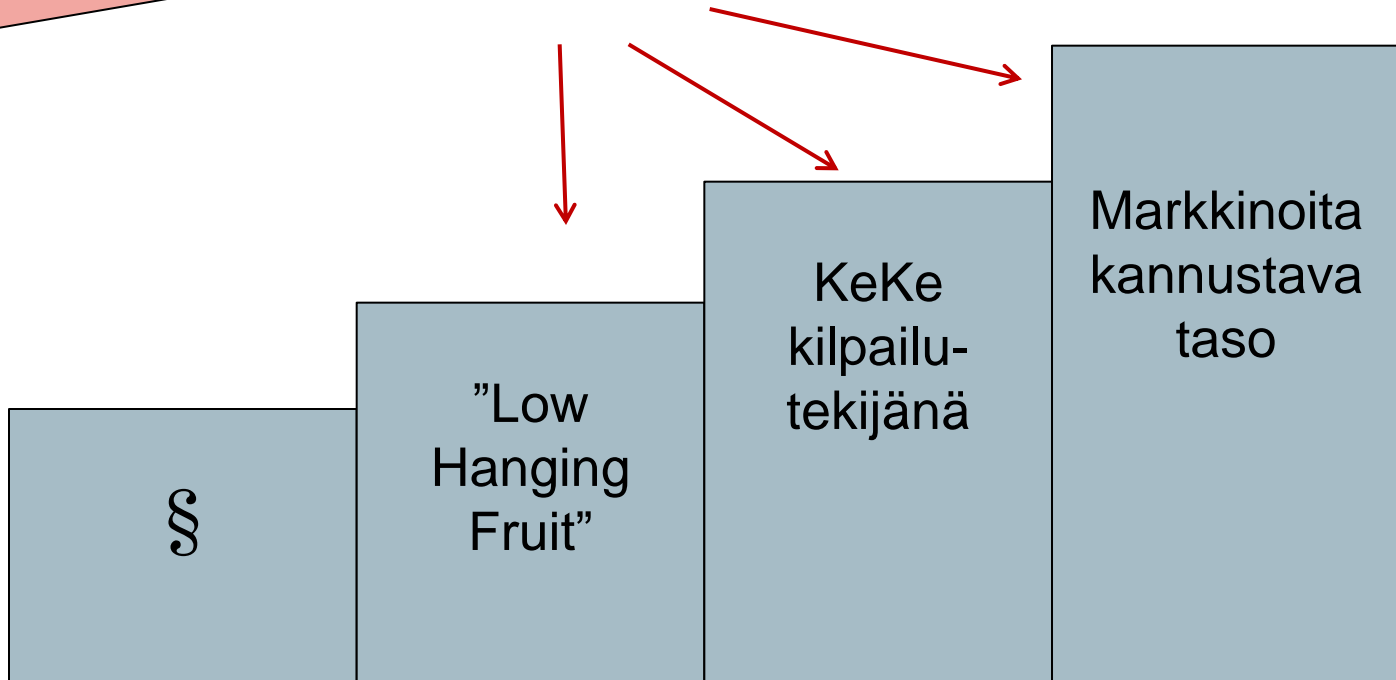 §
”Low
Hanging
Fruit”
KeKe
kilpailu-
tekijänä
Markkinoita
kannustava
taso